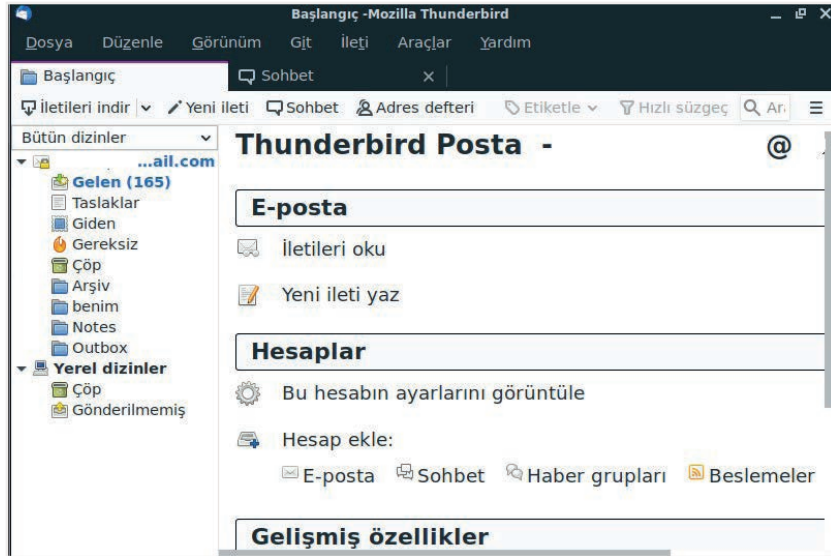 Başlangıç -Mozilla Thunderbird
Dosya Düzenle Görünüm Git İleti Araçlar Yardım
Başlangıç Sohbet
İletileri indir Yeni ileti Sohbet Adres defteri Etiketle Hızlı süzgeç Ar
Bütün dizinler
...ail.com
Gelen (165)
Taslaklar
Giden
Gereksiz
Çöp
Arşiv
benim
Notes
Outbox
Yerel dizinler
Çöp
Gönderilmemiş
Thunderbird Posta - @
E-posta
İletileri oku
Yeni ileti yaz
Hesaplar
Bu hesabın ayarlarını görüntüle
Hesap ekle:
E-posta Sohbet Haber grupları Beslemeler
Gelişmiş özellikler